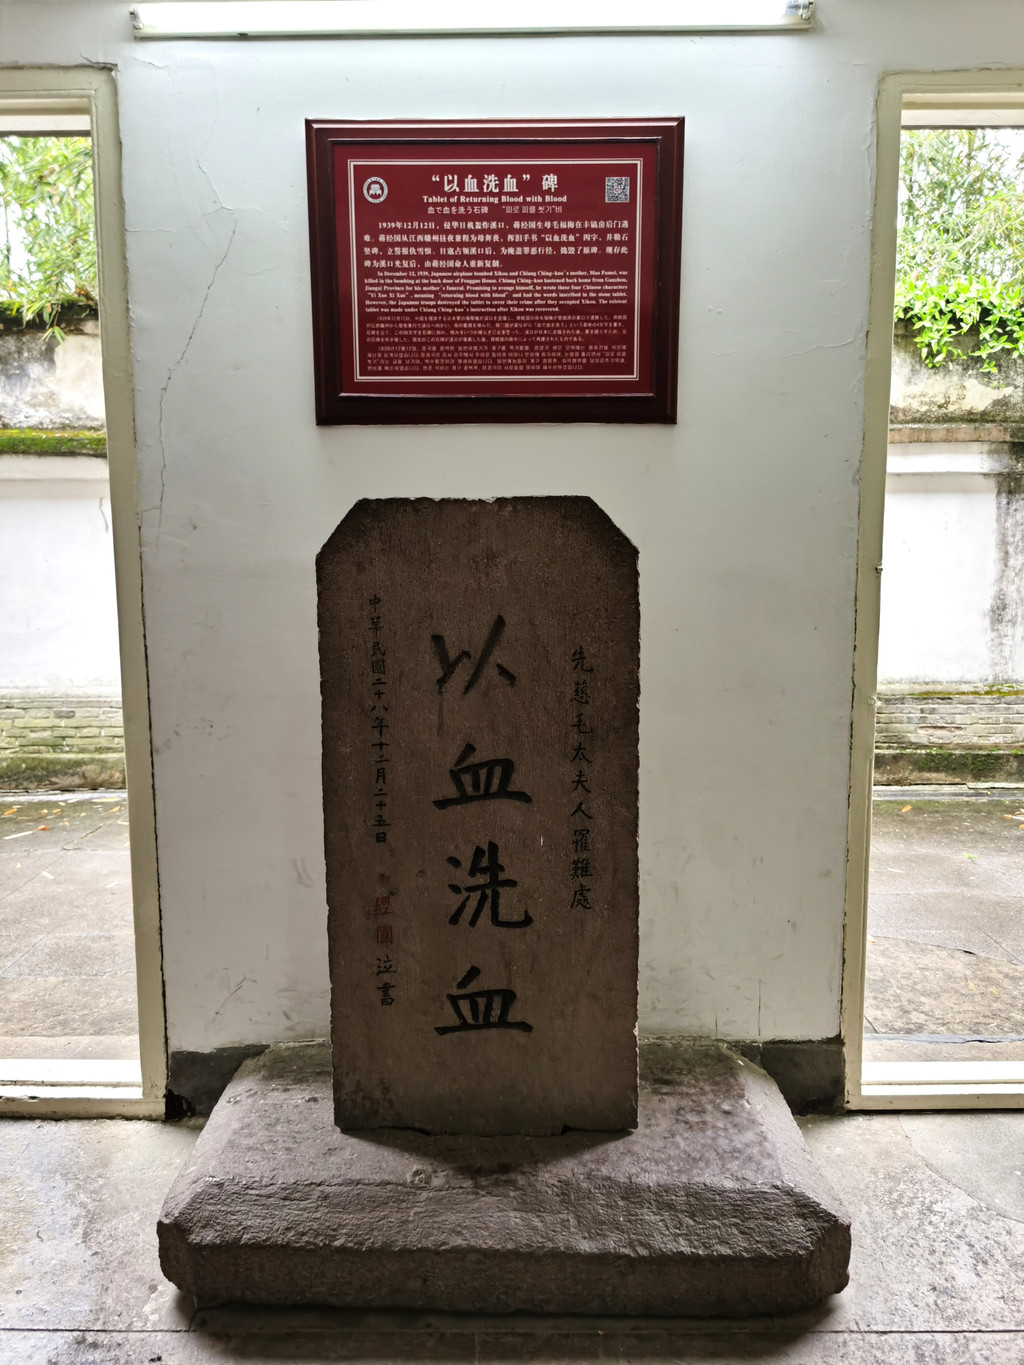 “以血洗血”碑
Tablet of Returning Blood with Blood
血で血を洗う石碑 “피로 피를 씻기”비
1939年12月12日，侵华日机轰炸溪口，蒋经国生母毛福梅在丰镐房后门遇
难。蒋经国从江西赣州昼夜兼程为母奔丧，挥泪手书“以血洗血”四字，并勒石
竖碑，立誓报仇雪恨。日寇占领溪口后，为掩盖罪恶行径，捣毁了原碑。现存此
碑为溪口光复后，由蒋经国命人重新复制。
In December 12, 1939, Japanese airplane bombed Xikou and Chiang Ching-kuo's mother, Mao Fumei, was
killed in the bombing at the back door of Fenggao House. Chiang Ching-kuo hastened back home from Ganzhou,
Jiangxi Province for his mother's funeral. Promising to avenge himself, he wrote these four Chinese characters
“Yi Xue Xi Xue”, meaning “returning blood with blood” and had the words inscribed in the stone tablet.
However, the Japanese troops destroyed the tablet to cover their crime after they occupied Xikou. The existent
tablet was made under Chiang Ching-kuo's instruction after Xikou was recovered.
先慈毛太夫人罹難處
以血洗血
中華民國二十八年十二月二十五日 經國泣書